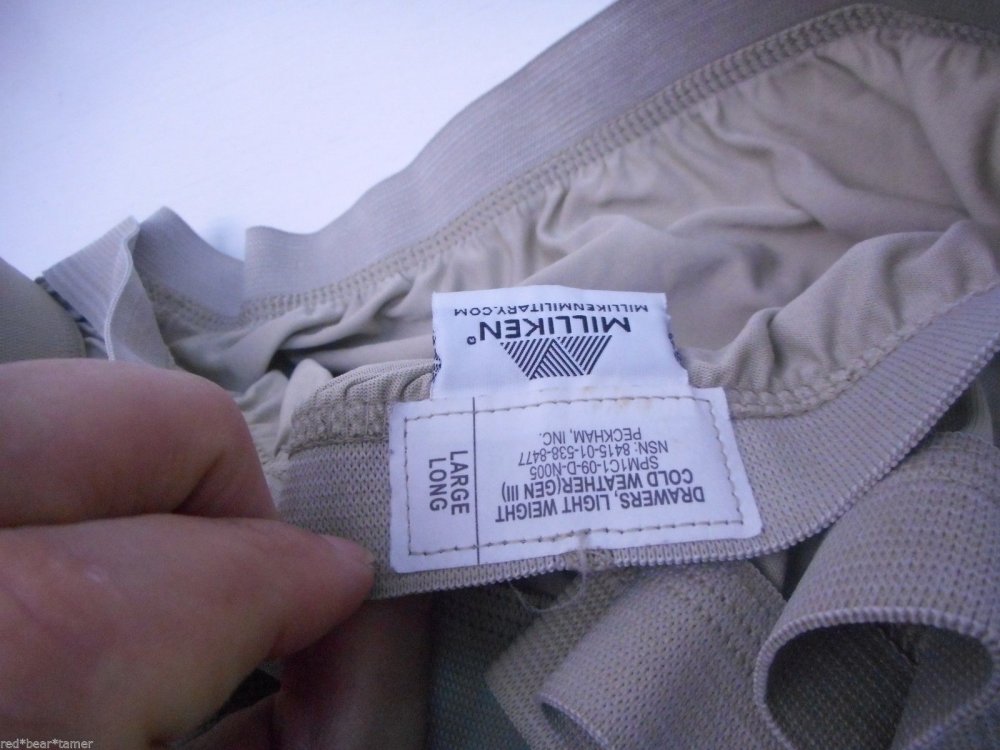 MILLIKEN®
MILLIKENMILITARY.COM
DRAWERS, LIGHT WEIGHT
COLD WEATHER(GEN III)
SPM1C1-09-D-N005
NSN: 8415-01-538-8477
PECKHAM, INC.
LARGE
LONG
red*bear*tamer